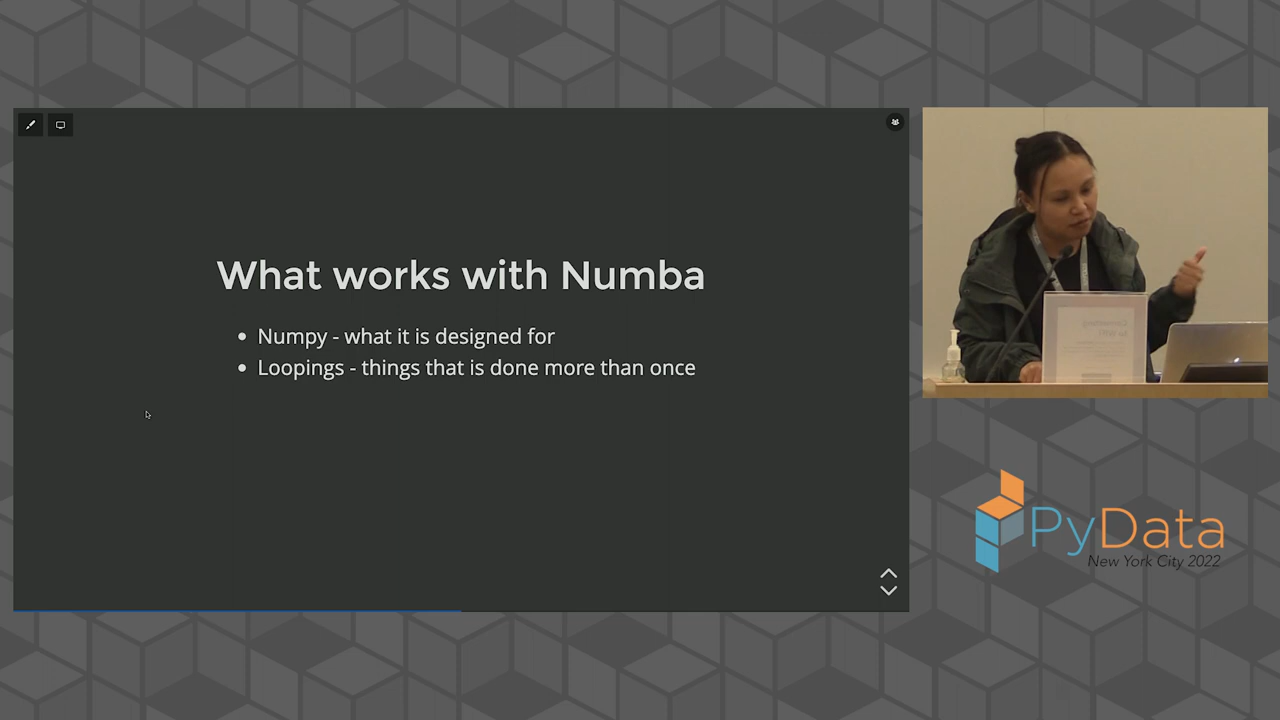 What works with Numba
Numpy - what it is designed for
Loopings - things that is done more than once
PyData
New York City 2022